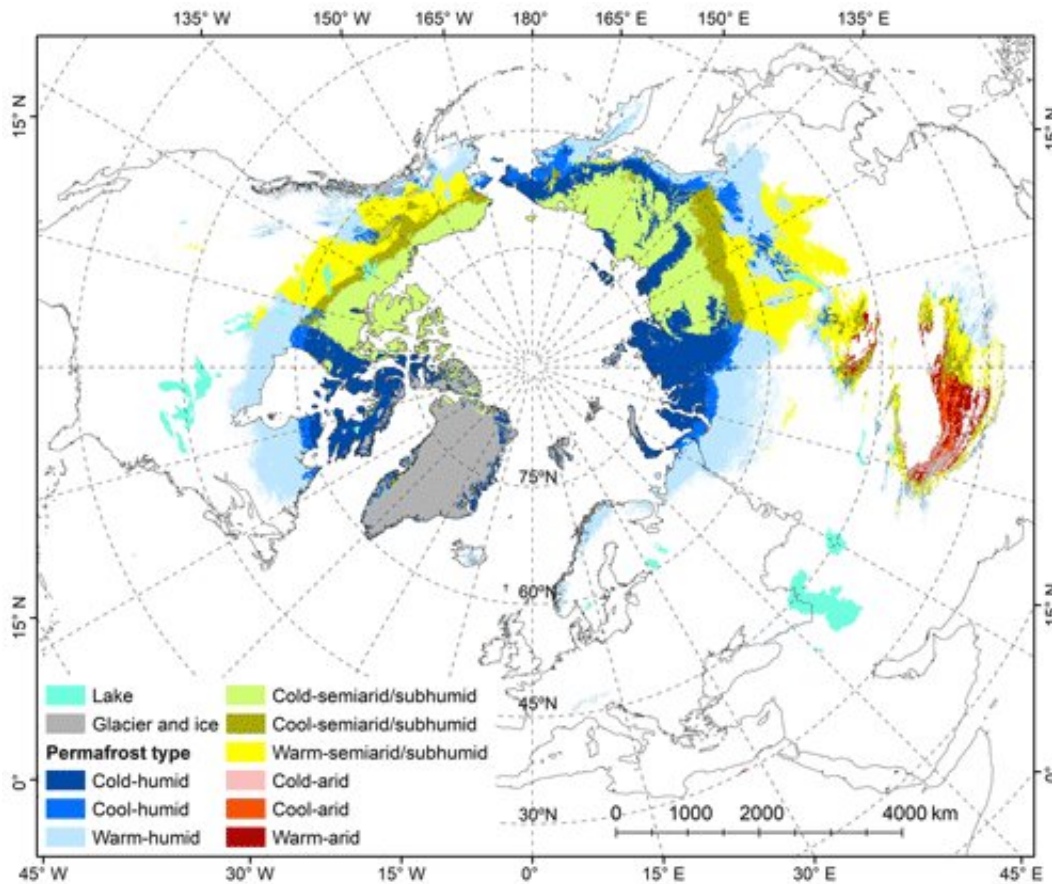 135° W 150° W 165° W 180° 165° E 150° E 135° E
15° N 15° N
75°N
60°N
15° N 15° N
45°N
0° 0°
30°N
Lake
Glacier and ice
Permafrost type
Cold-humid
Cool-humid
Warm-humid
Cold-semiarid/subhumid
Cool-semiarid/subhumid
Warm-semiarid/subhumid
Cold-arid
Cool-arid
Warm-arid
0 1000 2000 4000 km
45° W 30° W 15° W 0° 15° E 30° E 45° E